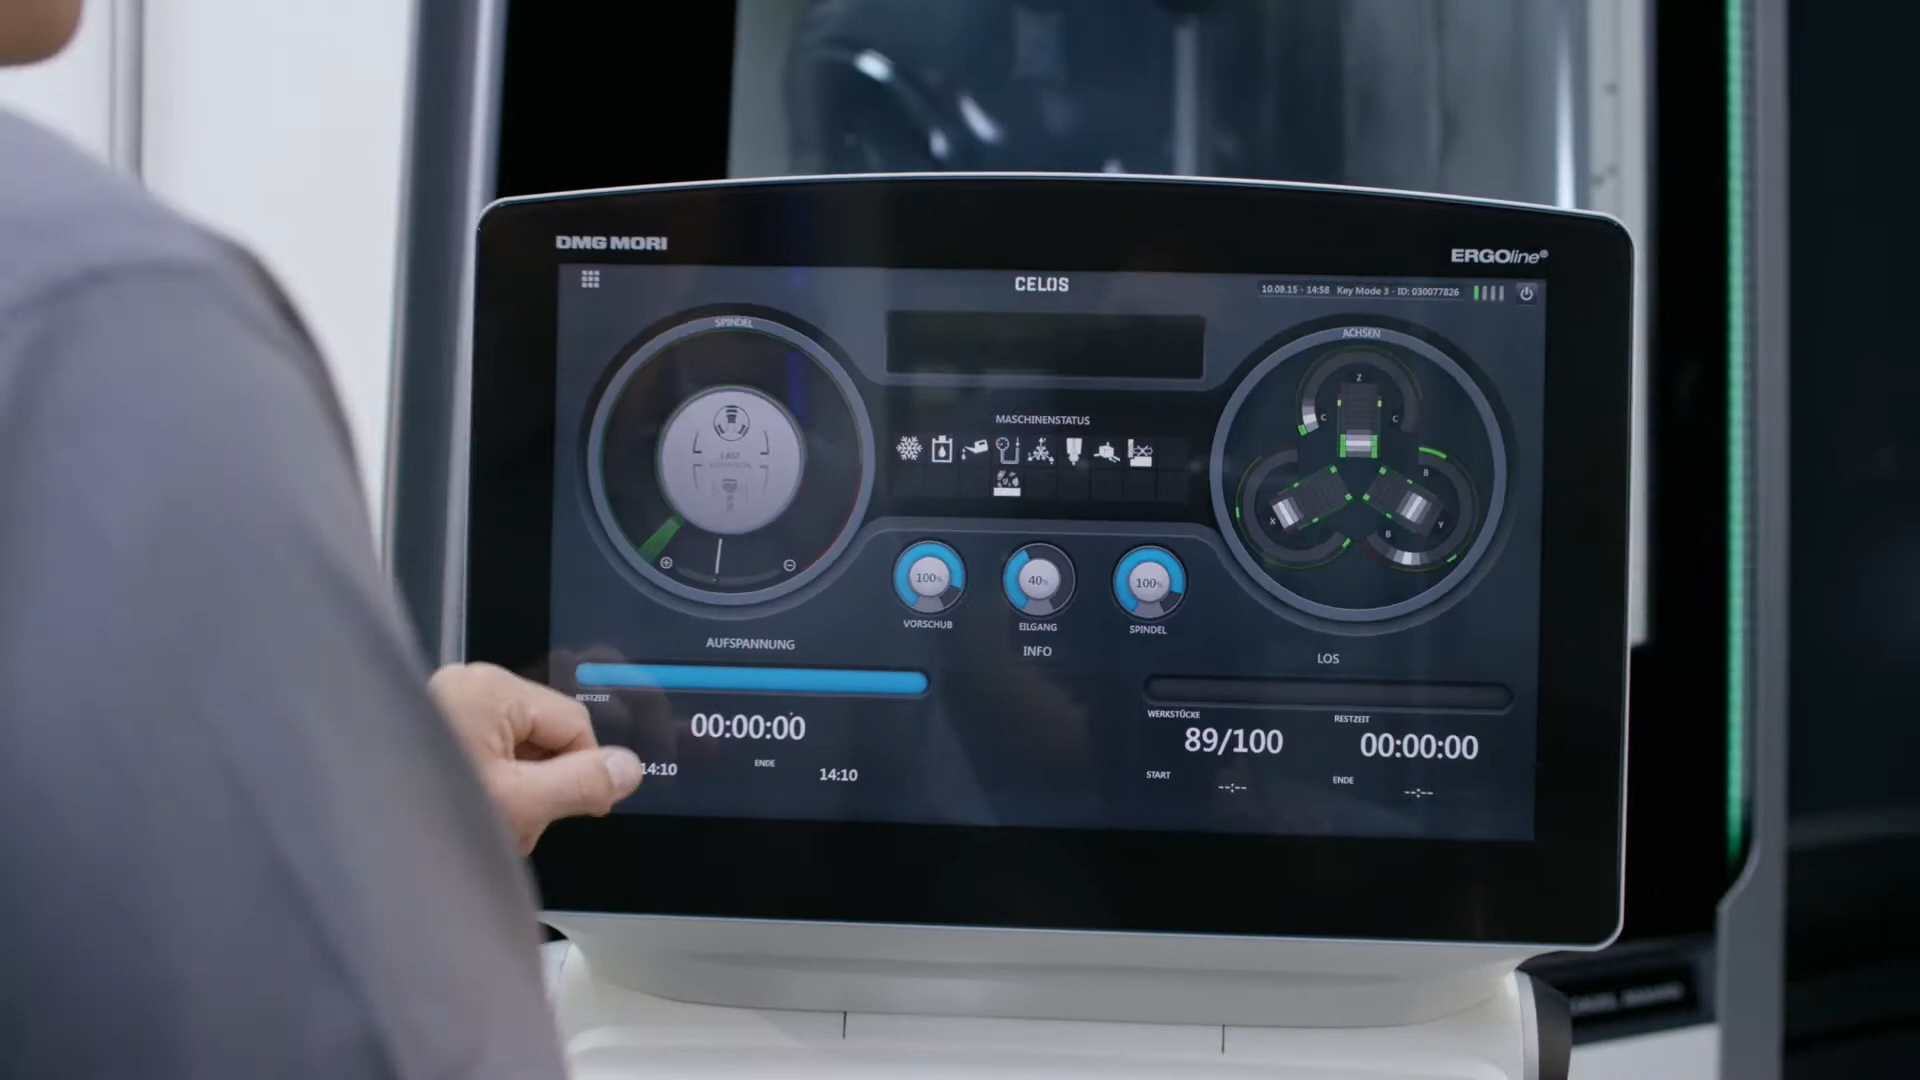 DMG MORI
ERGOline®
CELOS
10.09.15 - 14:58 Key Mode 3 - ID: 030077826
SPINDEL
ACHSEN
MASCHINENSTATUS
Z
C
C
B
X
Y
B
100%
40%
100%
VORSCHUB
EILGANG
SPINDEL
AUFSPANNUNG
INFO
LOS
RESTZEIT
00:00:00
14:10
ENDE
14:10
WERKSTÜCKE
RESTZEIT
89/100
00:00:00
START
ENDE
--:--
--:--